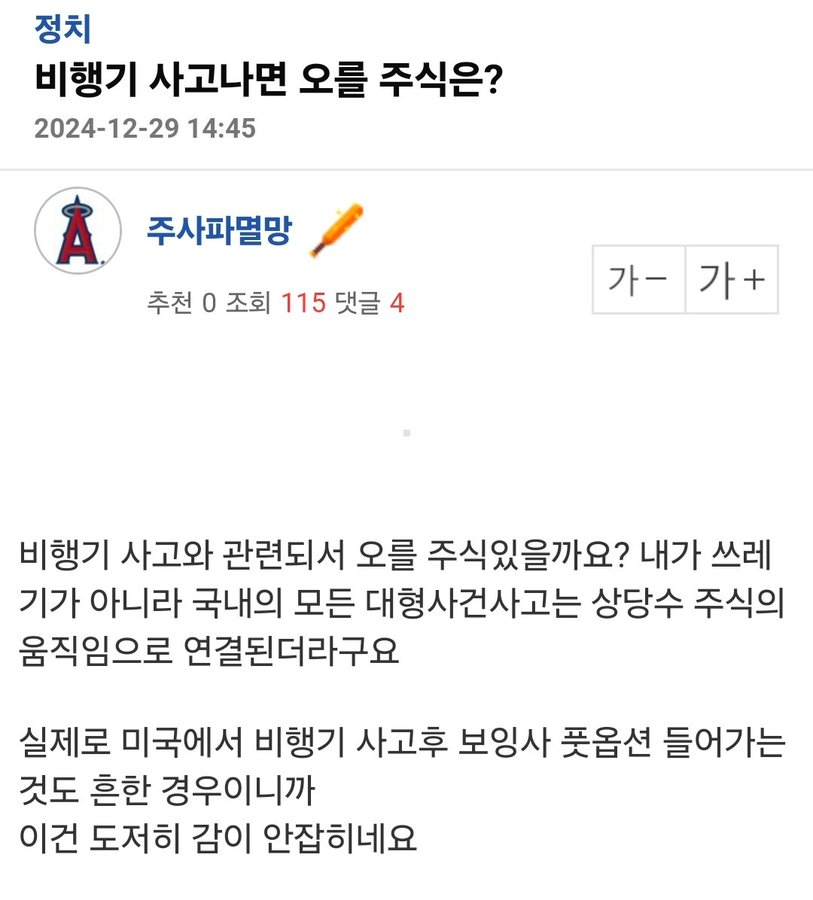 정치
비행기 사고나면 오를 주식은?
2024-12-29 14:45
A
주사파멸망
추천 0 조회 115 댓글 4
가- 가+
비행기 사고와 관련되서 오를 주식있을까요? 내가 쓰레
기가 아니라 국내의 모든 대형사건사고는 상당수 주식의
움직임으로 연결된더라구요
실제로 미국에서 비행기 사고후 보잉사 풋옵션 들어가는
것도 흔한 경우이니까
이건 도저히 감이 안잡히네요